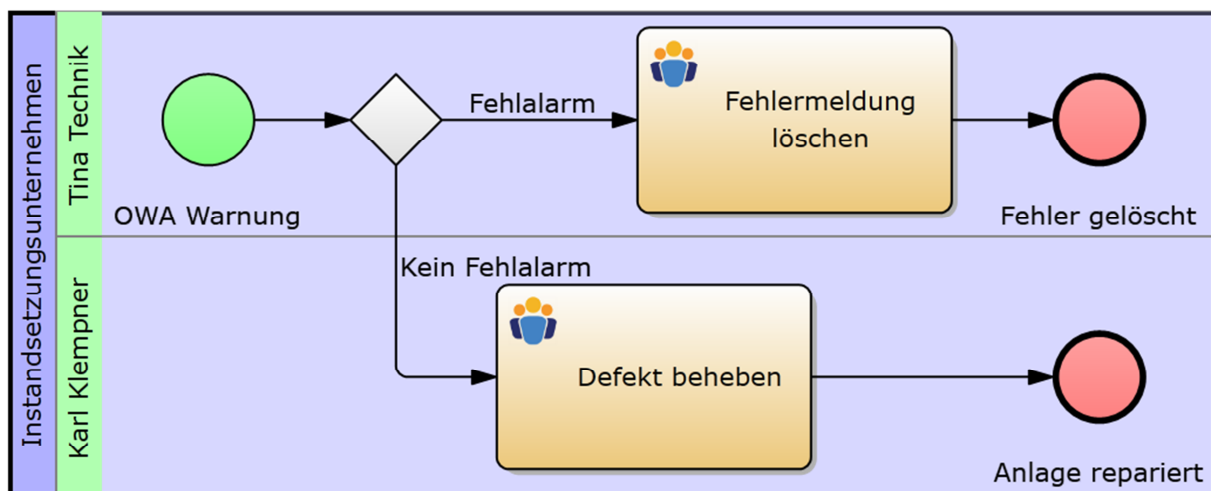 Instandsetzungsunternehmen
Tina Technik
OWA Warnung
Fehlalarm
Fehlermeldung
löschen
Fehler gelöscht
Karl Klempner
Kein Fehlalarm
Defekt beheben
Anlage repariert